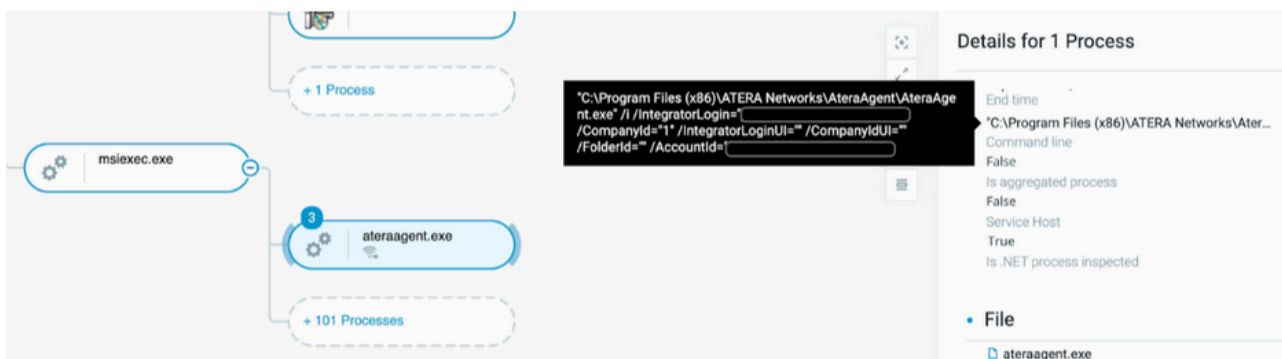 + 1 Process
msiexec.exe
3
ateraagent.exe
+ 101 Processes
"C:\Program Files (x86)\ATERA Networks\AteraAgent\AteraAge
nt.exe" /i /IntegratorLogin="
/CompanyId="1" /IntegratorLoginUI="" /CompanyIdUI=""
/FolderId="" /AccountId="
Details for 1 Process
End time
"C:\Program Files (x86)\ATERA Networks\Ater...
Command line
False
Is aggregated process
False
Service Host
True
Is .NET process inspected
File
ateraagent.exe